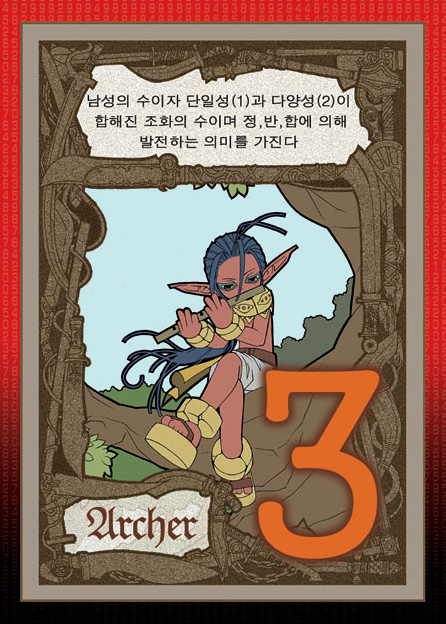 남성의 수이자 단일성(1)과 다양성(2)이
합해진 조화의 수이며 정,반,합에 의해
발전하는 의미를 가진다
Archer
3